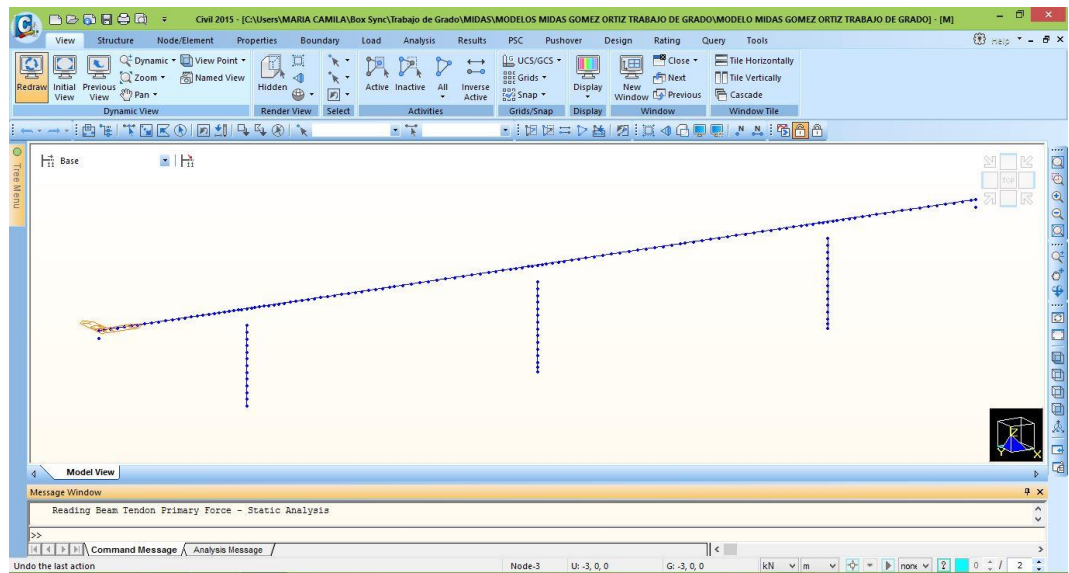 Civil 2015 - [C:\Users\MARIA CAMILA\Box Sync\Trabajo de Grado\MIDAS\MODELOS MIDAS GOMEZ ORTIZ TRABAJO DE GRADO\MODELO MIDAS GOMEZ ORTIZ TRABAJO DE GRADO] - [M]
View Structure Node/Element Properties Boundary Load Analysis Results PSC Pushover Design Rating Query Tools Help
Dynamic View Point UCS/GCS Close Tile Horizontally
Zoom Named View Grids Next Tile Vertically
Redraw Initial View Previous View Pan Hidden Active Inactive All Inverse Active Snap Display New Window Previous Cascade
Dynamic View Render View Select Activities Grids/Snap Display Window Window Tile
Tree Menu
Base
TOP
Z
Y X
Model View
Message Window
Reading Beam Tendon Primary Force - Static Analysis
>>
Command Message Analysis Message
Undo the last action Node-3 U: -3, 0, 0 G: -3, 0, 0 kN m none 2 0 / 2